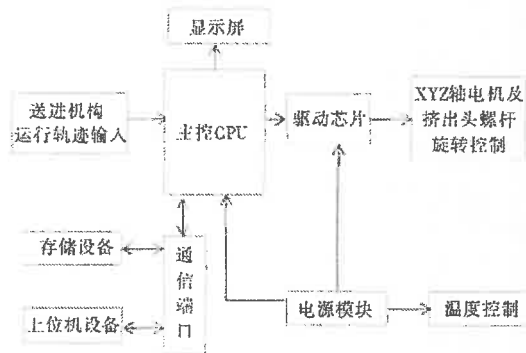 显示屏
送进机构
运行轨迹输入
主控CPU
驱动芯片
XYZ轴电机及
挤出头螺杆
旋转控制
存储设备
通
信
端
口
上位机设备
电源模块
温度控制